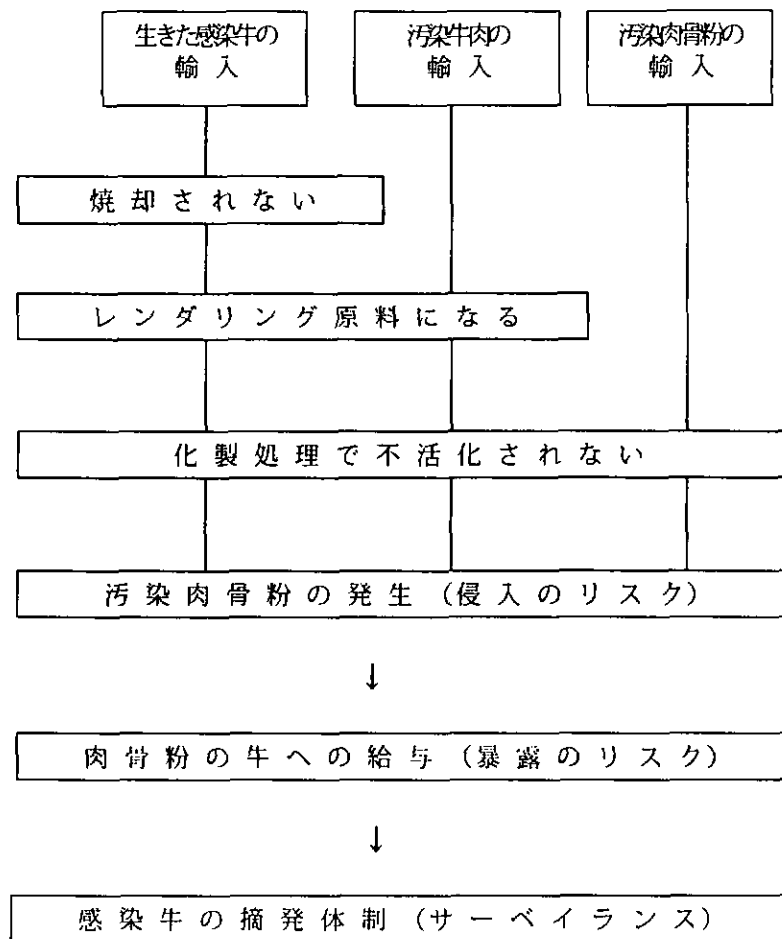 生きた感染牛の
輸入
汚染牛肉の
輸入
汚染肉骨粉の
輸入
焼却されない
レンダリング原料になる
化製処理で不活化されない
汚染肉骨粉の発生（侵入のリスク）
↓
肉骨粉の牛への給与（暴露のリスク）
↓
感染牛の摘発体制（サーベイランス）